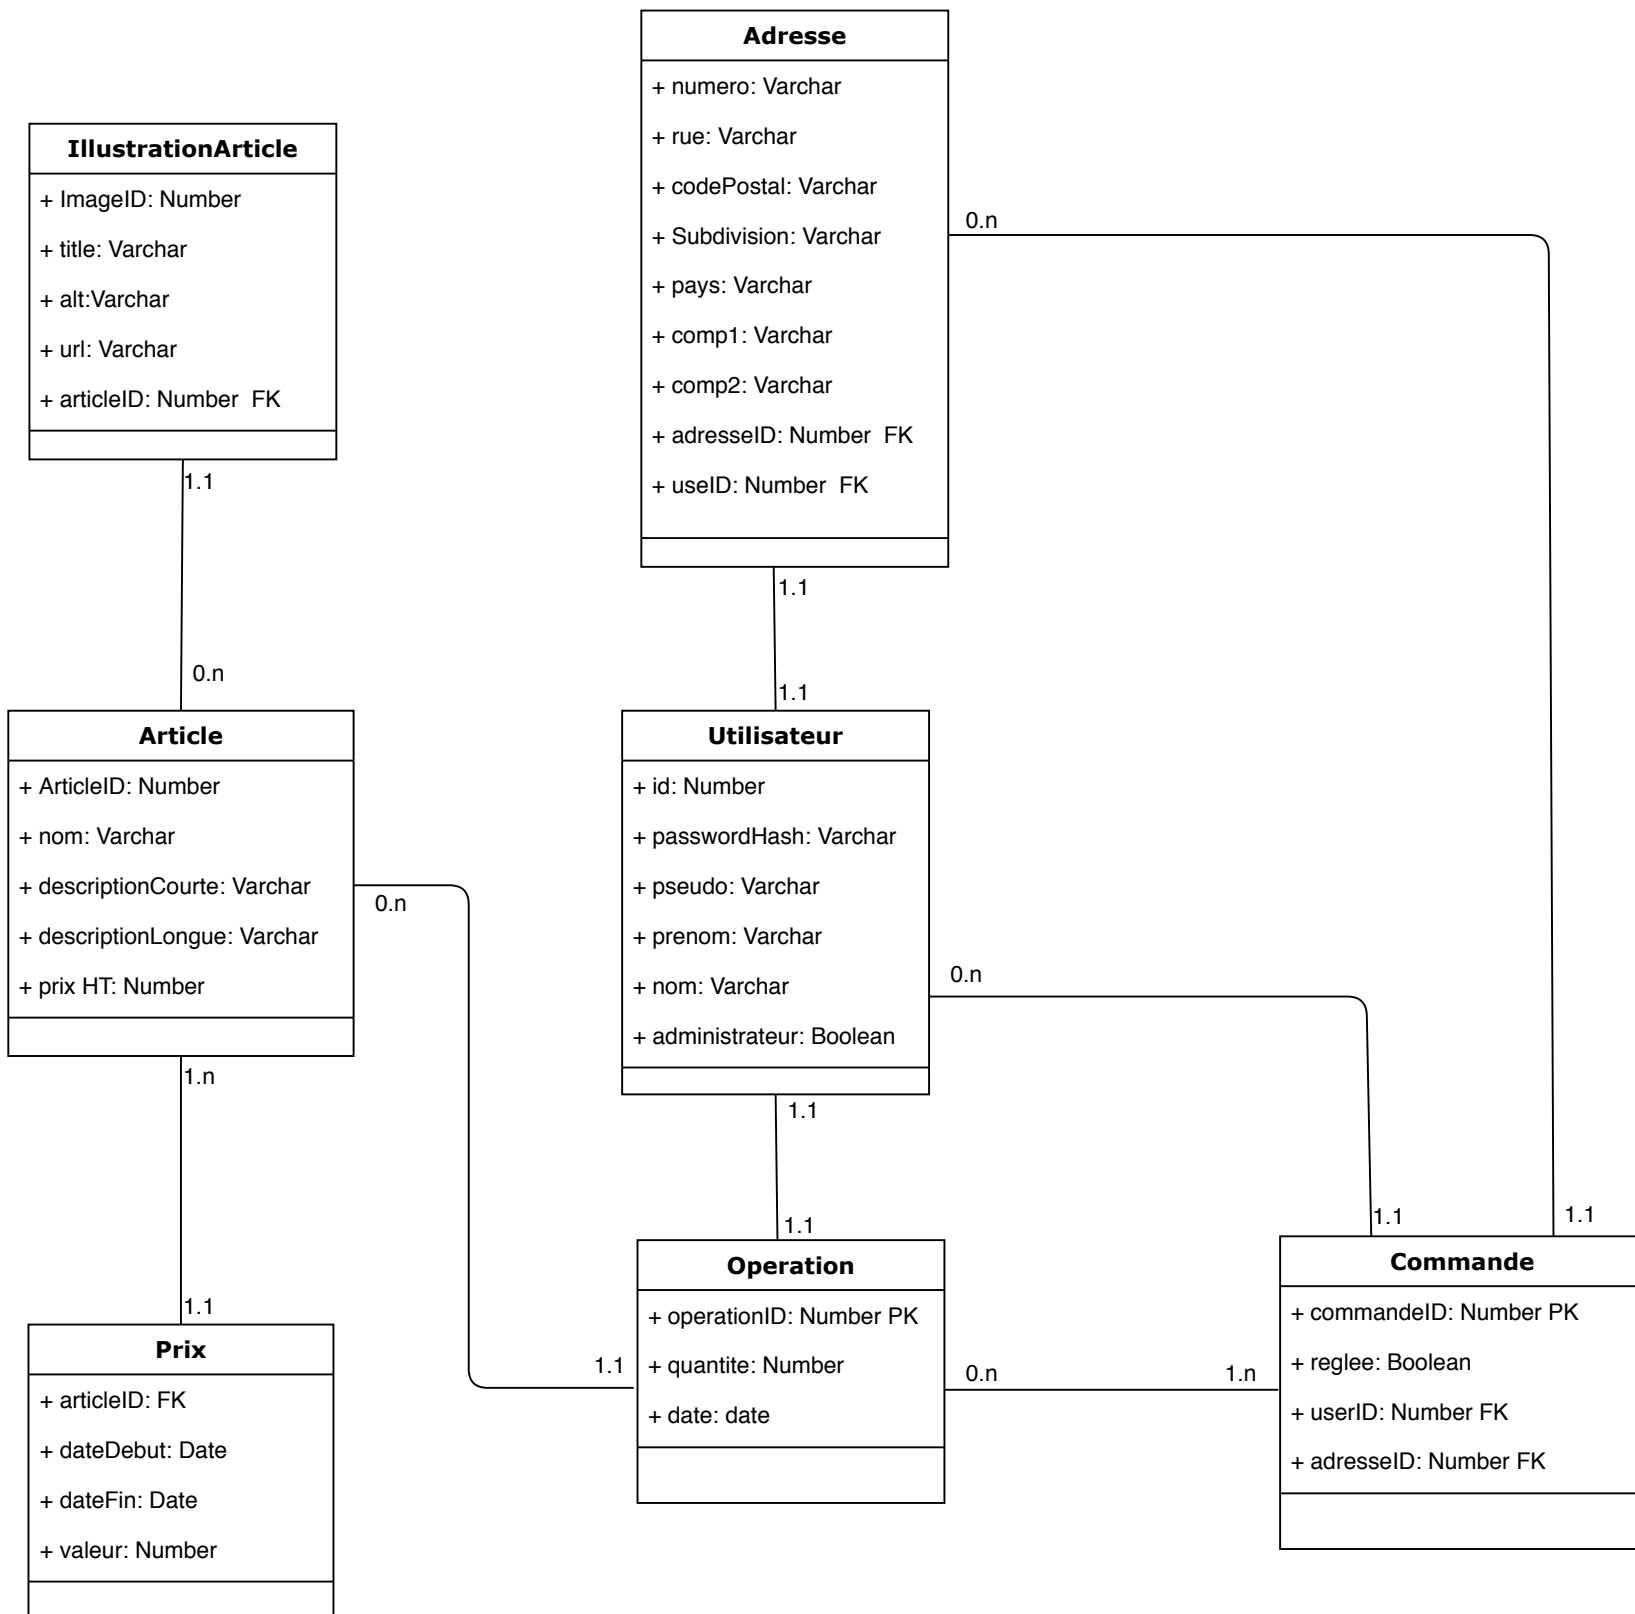 Adresse
+ numero: Varchar
+ rue: Varchar
+ codePostal: Varchar
+ Subdivision: Varchar
+ pays: Varchar
+ comp1: Varchar
+ comp2: Varchar
+ adresseID: Number  FK
+ useID: Number  FK
0.n
1.1
IllustrationArticle
+ ImageID: Number
+ title: Varchar
+ alt:Varchar
+ url: Varchar
+ articleID: Number  FK
1.1
0.n
Article
+ ArticleID: Number
+ nom: Varchar
+ descriptionCourte: Varchar
+ descriptionLongue: Varchar
+ prix HT: Number
0.n
1.n
1.1
Utilisateur
+ id: Number
+ passwordHash: Varchar
+ pseudo: Varchar
+ prenom: Varchar
+ nom: Varchar
+ administrateur: Boolean
0.n
1.1
1.1
Prix
+ articleID: FK
+ dateDebut: Date
+ dateFin: Date
+ valeur: Number
1.1
1.1
Operation
+ operationID: Number PK
+ quantite: Number
+ date: date
0.n
1.n
1.1
1.1
Commande
+ commandeID: Number PK
+ reglee: Boolean
+ userID: Number FK
+ adresseID: Number FK